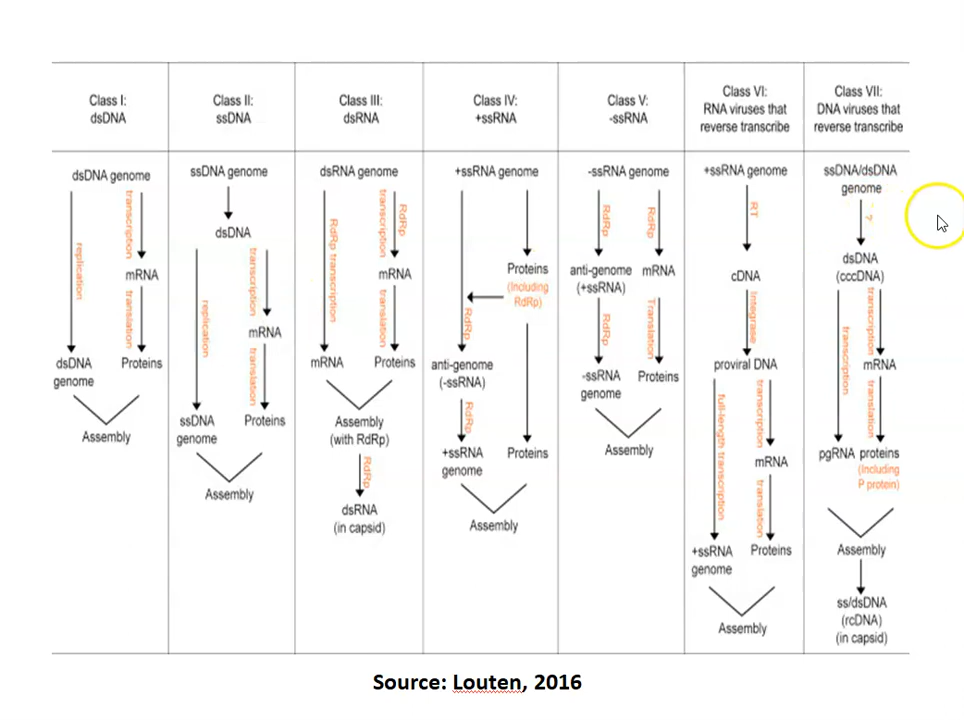 Class I:
dsDNA
Class II:
ssDNA
Class III:
dsRNA
Class IV:
+ssRNA
Class V:
-ssRNA
Class VI:
RNA viruses that
reverse transcribe
Class VII:
DNA viruses that
reverse transcribe
dsDNA genome
replication
transcription
mRNA
translation
dsDNA
genome
Proteins
Assembly
ssDNA genome
dsDNA
replication
transcription
mRNA
translation
ssDNA
genome
Proteins
Assembly
dsRNA genome
RdRp transcription
RdRp
transcription
mRNA
translation
mRNA
Proteins
Assembly
(with RdRp)
RdRp
dsRNA
(in capsid)
+ssRNA genome
Proteins
(Including
RdRp)
RdRp
anti-genome
(-ssRNA)
RdRp
+ssRNA
genome
Proteins
Assembly
-ssRNA genome
RdRp
RdRp
anti-genome
(+ssRNA)
mRNA
RdRp
Translation
-ssRNA
genome
Proteins
Assembly
+ssRNA genome
RT
cDNA
Integrase
proviral DNA
full-length transcription
transcription
mRNA
translation
+ssRNA
genome
Proteins
Assembly
ssDNA/dsDNA
genome
?
dsDNA
(cccDNA)
transcription
transcription
mRNA
translation
pgRNA
proteins
(Including
P protein)
Assembly
ss/dsDNA
(rcDNA)
(in capsid)
Source: Louten, 2016